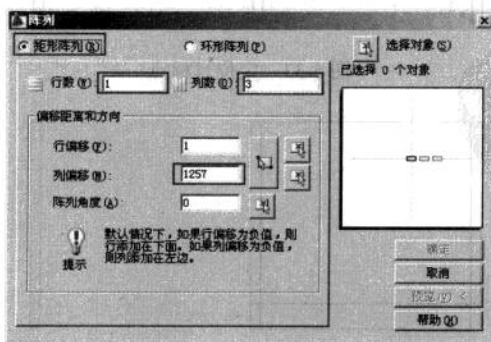 阵列
矩形阵列(R)
环形阵列(P)
选择对象(S)
已选择 0 个对象
行数(W): 1
列数(O): 3
偏移距离和方向
行偏移(F): 1
列偏移(M): 1257
阵列角度(A): 0
默认情况下，如果行偏移为负值，则
行添加在下面。如果列偏移为负值，
则列添加在左边。
提示
确定
取消
预览(V) <
帮助(H)